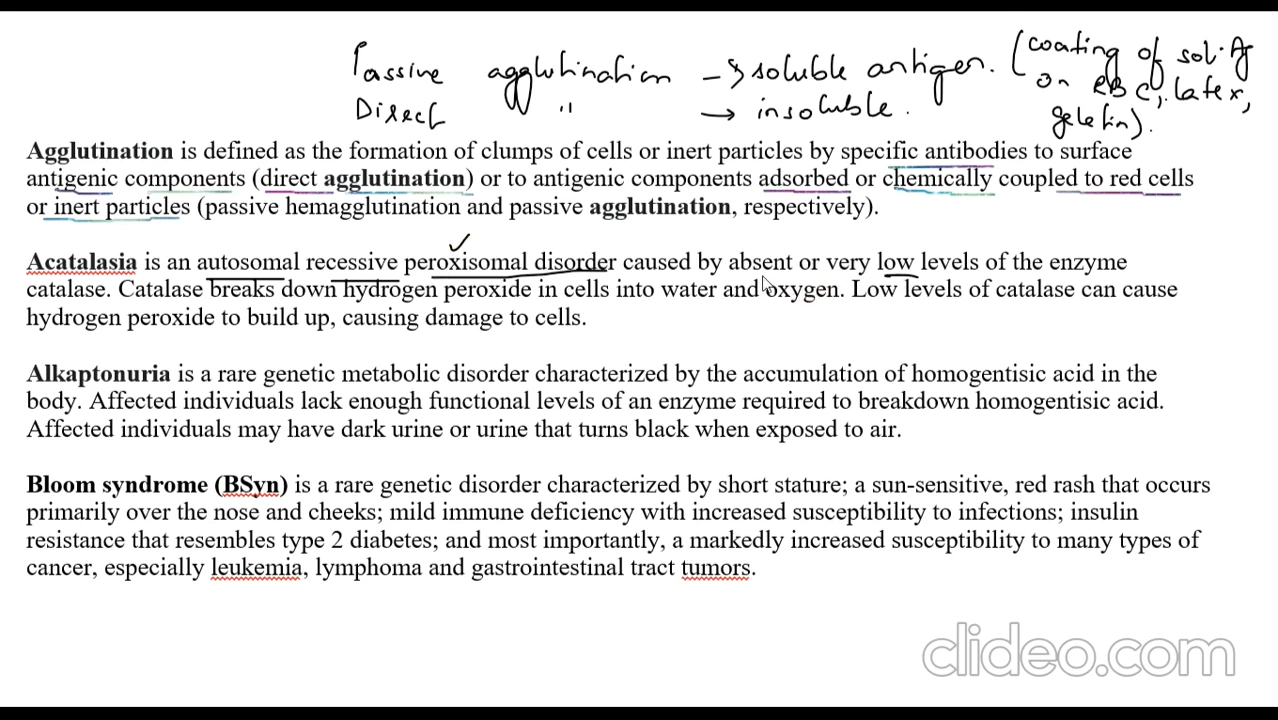 Passive agglutination → soluble antigen. (coating of sol. Ag
on RBC, latex,
Direct " → insoluble. geletin).
Agglutination is defined as the formation of clumps of cells or inert particles by specific antibodies to surface
antigenic components (direct agglutination) or to antigenic components adsorbed or chemically coupled to red cells
or inert particles (passive hemagglutination and passive agglutination, respectively).
Acatalasia is an autosomal recessive peroxisomal disorder caused by absent or very low levels of the enzyme
catalase. Catalase breaks down hydrogen peroxide in cells into water and oxygen. Low levels of catalase can cause
hydrogen peroxide to build up, causing damage to cells.
Alkaptonuria is a rare genetic metabolic disorder characterized by the accumulation of homogentisic acid in the
body. Affected individuals lack enough functional levels of an enzyme required to breakdown homogentisic acid.
Affected individuals may have dark urine or urine that turns black when exposed to air.
Bloom syndrome (BSyn) is a rare genetic disorder characterized by short stature; a sun-sensitive, red rash that occurs
primarily over the nose and cheeks; mild immune deficiency with increased susceptibility to infections; insulin
resistance that resembles type 2 diabetes; and most importantly, a markedly increased susceptibility to many types of
cancer, especially leukemia, lymphoma and gastrointestinal tract tumors.
clideo.com